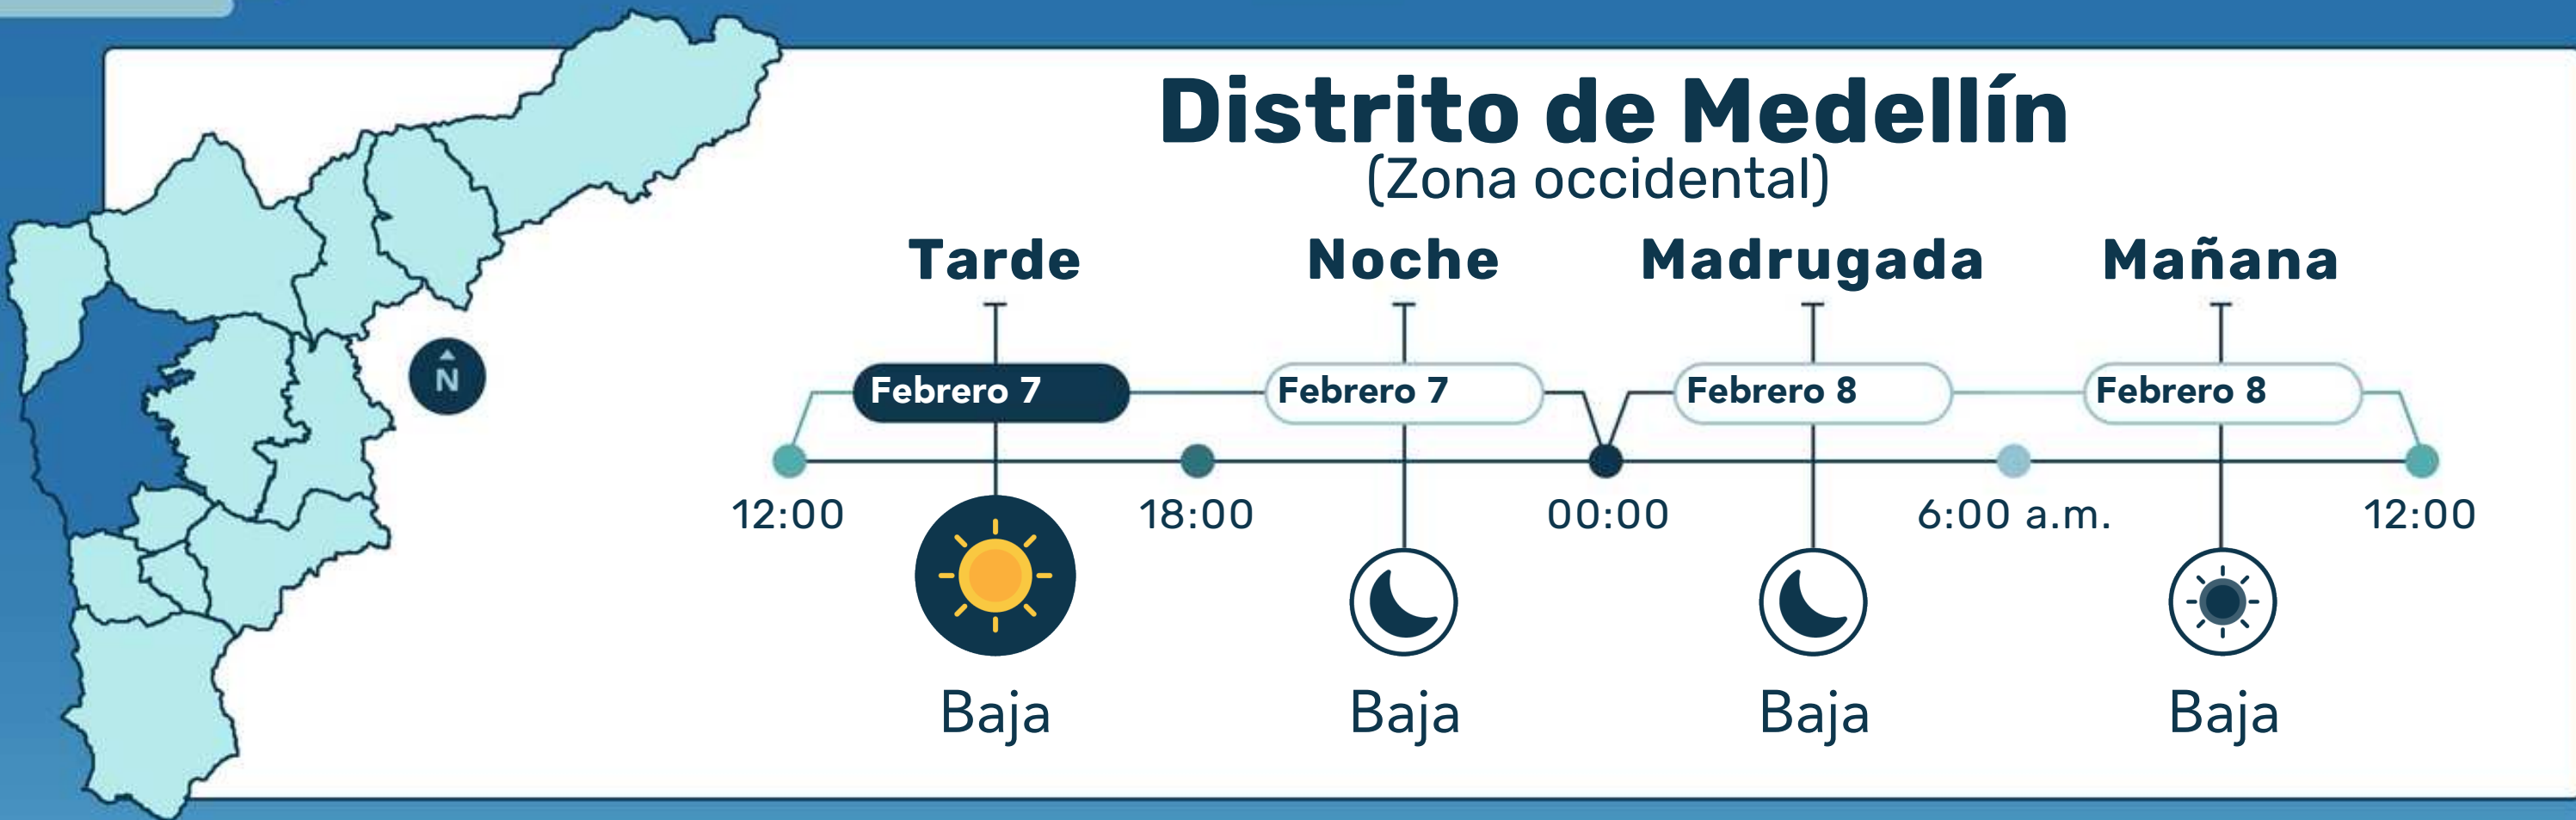 Distrito de Medellín
(Zona occidental)
Tarde Noche Madrugada Mañana
Febrero 7 Febrero 7 Febrero 8 Febrero 8
N
12:00 18:00 00:00 6:00 a.m. 12:00
Baja Baja Baja Baja